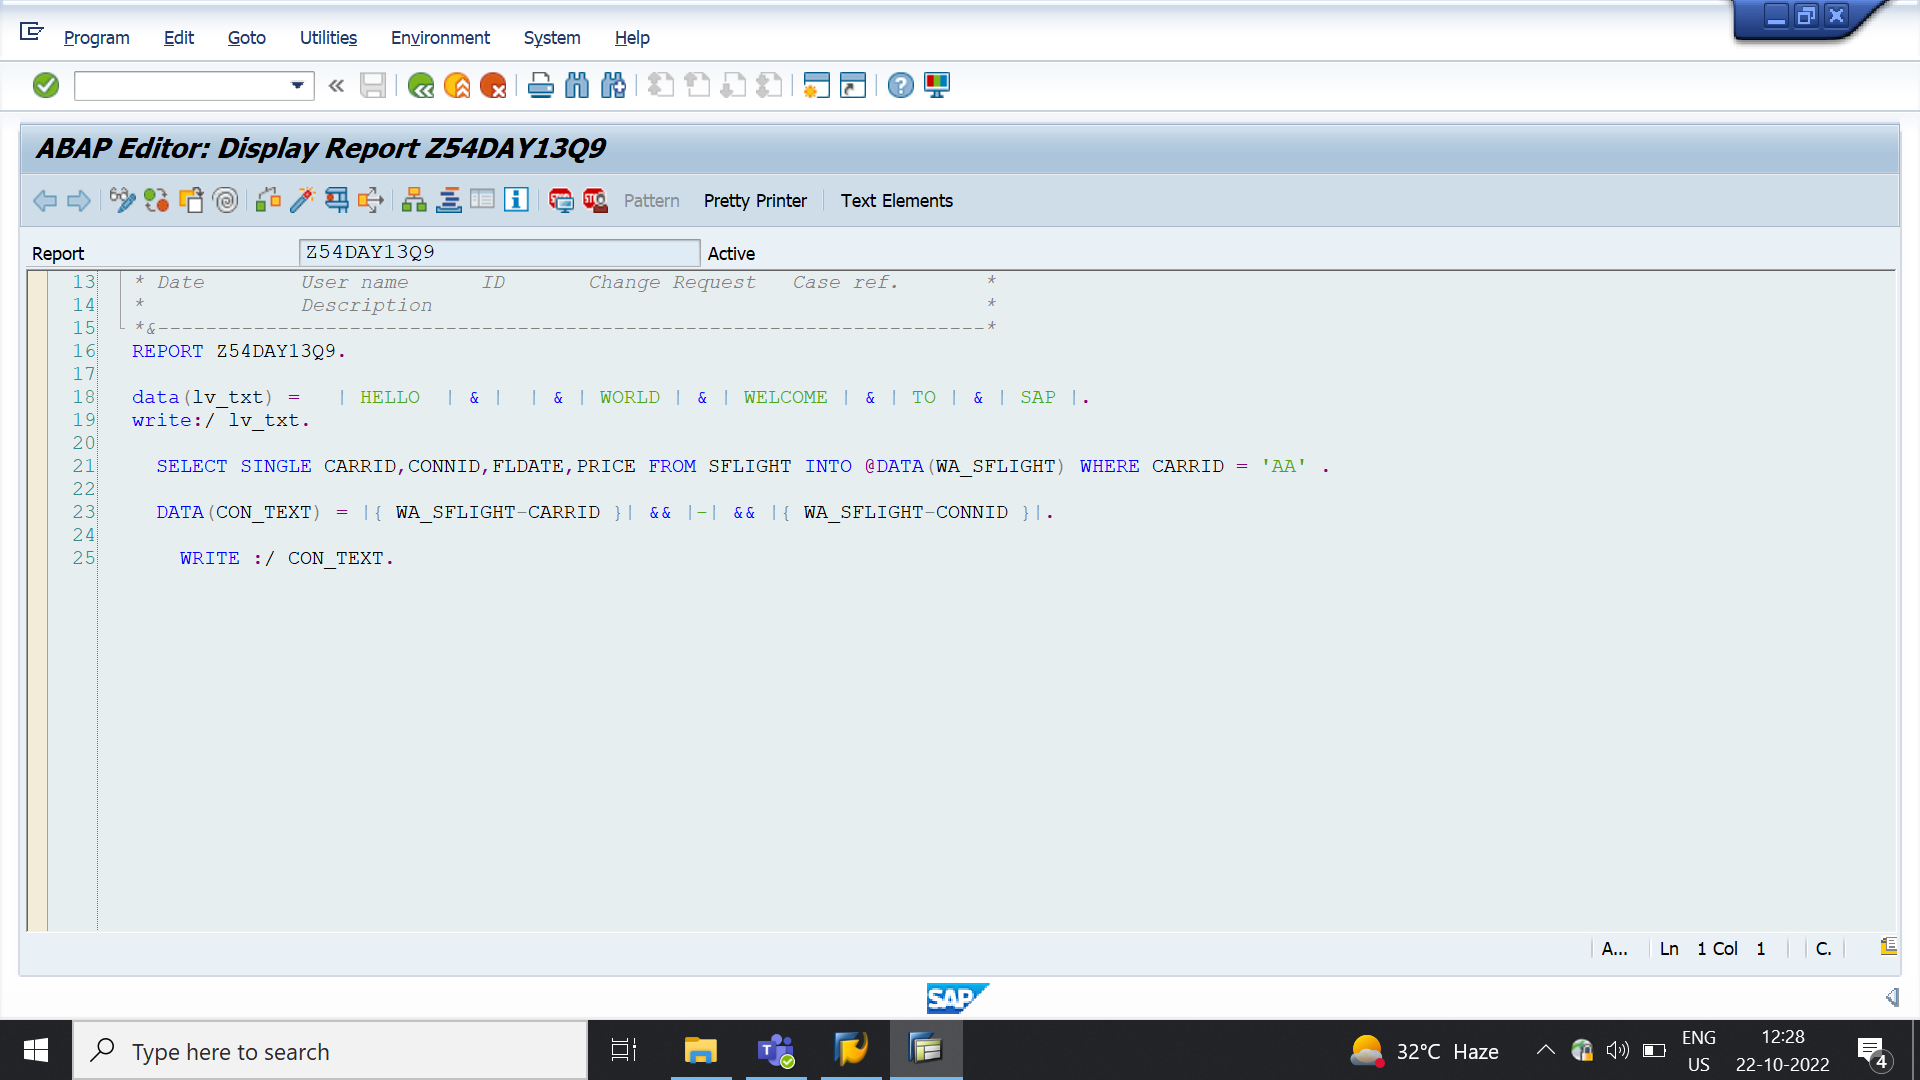 Program Edit Goto Utilities Environment System Help
ABAP Editor: Display Report Z54DAY13Q9
Pattern Pretty Printer Text Elements
Report Z54DAY13Q9 Active
13 * Date User name ID Change Request Case ref. *
14 * Description *
15 *&---------------------------------------------------------------------*
16 REPORT Z54DAY13Q9.
17
18 data(lv_txt) = | HELLO | & | | & | WORLD | & | WELCOME | & | TO | & | SAP |.
19 write:/ lv_txt.
20
21 SELECT SINGLE CARRID,CONNID,FLDATE,PRICE FROM SFLIGHT INTO @DATA(WA_SFLIGHT) WHERE CARRID = 'AA' .
22
23 DATA(CON_TEXT) = |{ WA_SFLIGHT-CARRID }| && |-| && |{ WA_SFLIGHT-CONNID }|.
24
25 WRITE :/ CON_TEXT.
A... Ln 1 Col 1 C.
SAP
Type here to search
32°C Haze
ENG
US
12:28
22-10-2022
4